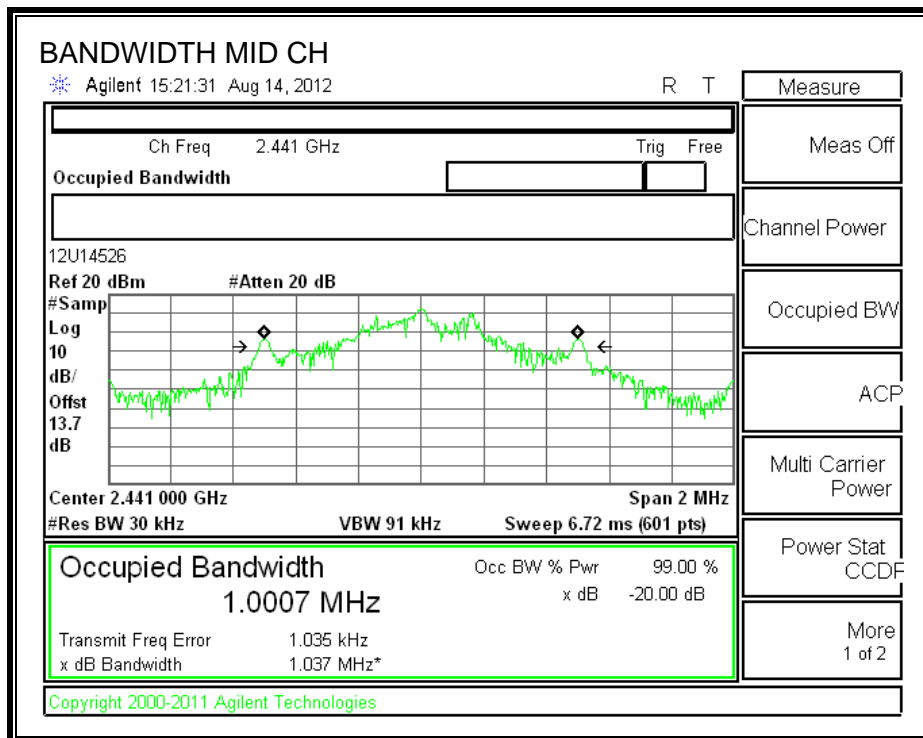 BANDWIDTH MID CH
Agilent 15:21:31 Aug 14, 2012 R T
Measure
Ch Freq 2.441 GHz Trig Free
Occupied Bandwidth
Meas Off
Channel Power
Occupied BW
ACP
Multi Carrier
Power
Power Stat
CCDF
More
1 of 2
12U14526
Ref 20 dBm #Atten 20 dB
#Samp
Log
10
dB/
Offst
13.7
dB
Center 2.441 000 GHz Span 2 MHz
#Res BW 30 kHz VBW 91 kHz Sweep 6.72 ms (601 pts)
Occupied Bandwidth Occ BW % Pwr 99.00 %
1.0007 MHz x dB -20.00 dB
Transmit Freq Error 1.035 kHz
x dB Bandwidth 1.037 MHz*
Copyright 2000-2011 Agilent Technologies